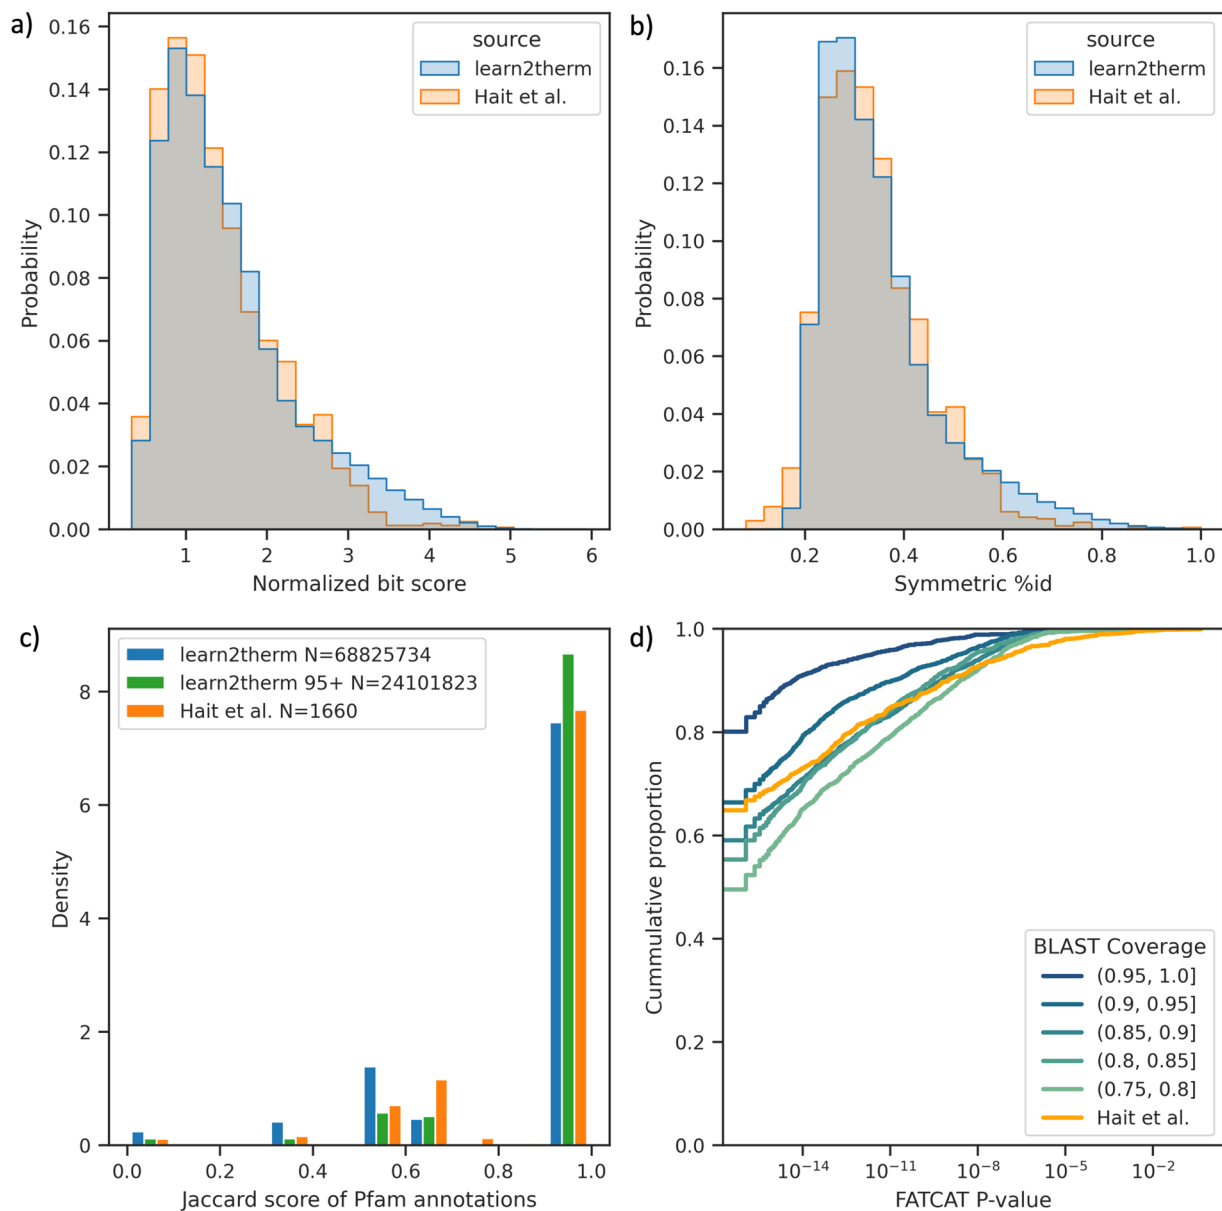 a)
0.16
0.14
0.12
0.10
0.08
0.06
0.04
0.02
0.00
Probability
source
learn2therm
Hait et al.
1 2 3 4 5 6
Normalized bit score
b)
0.16
0.14
0.12
0.10
0.08
0.06
0.04
0.02
0.00
Probability
source
learn2therm
Hait et al.
0.2 0.4 0.6 0.8 1.0
Symmetric %id
c)
8
6
4
2
0
Density
learn2therm N=68825734
learn2therm 95+ N=24101823
Hait et al. N=1660
0.0 0.2 0.4 0.6 0.8 1.0
Jaccard score of Pfam annotations
d)
1.0
0.8
0.6
0.4
0.2
0.0
Cummulative proportion
BLAST Coverage
(0.95, 1.0]
(0.9, 0.95]
(0.85, 0.9]
(0.8, 0.85]
(0.75, 0.8]
Hait et al.
10⁻¹⁴ 10⁻¹¹ 10⁻⁸ 10⁻⁵ 10⁻²
FATCAT P-value